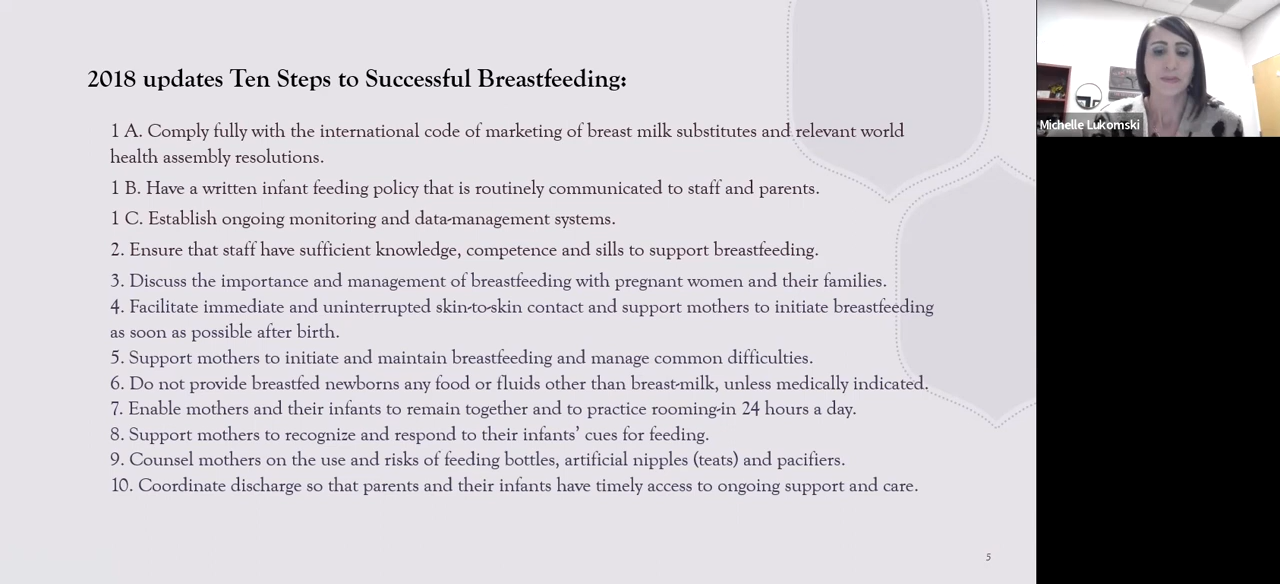 2018 updates Ten Steps to Successful Breastfeeding:
1 A. Comply fully with the international code of marketing of breast milk substitutes and relevant world
health assembly resolutions.
1 B. Have a written infant feeding policy that is routinely communicated to staff and parents.
1 C. Establish ongoing monitoring and data-management systems.
2. Ensure that staff have sufficient knowledge, competence and sills to support breastfeeding.
3. Discuss the importance and management of breastfeeding with pregnant women and their families.
4. Facilitate immediate and uninterrupted skin-to-skin contact and support mothers to initiate breastfeeding
as soon as possible after birth.
5. Support mothers to initiate and maintain breastfeeding and manage common difficulties.
6. Do not provide breastfed newborns any food or fluids other than breast-milk, unless medically indicated.
7. Enable mothers and their infants to remain together and to practice rooming-in 24 hours a day.
8. Support mothers to recognize and respond to their infants’ cues for feeding.
9. Counsel mothers on the use and risks of feeding bottles, artificial nipples (teats) and pacifiers.
10. Coordinate discharge so that parents and their infants have timely access to ongoing support and care.
5
Michelle Lukomski